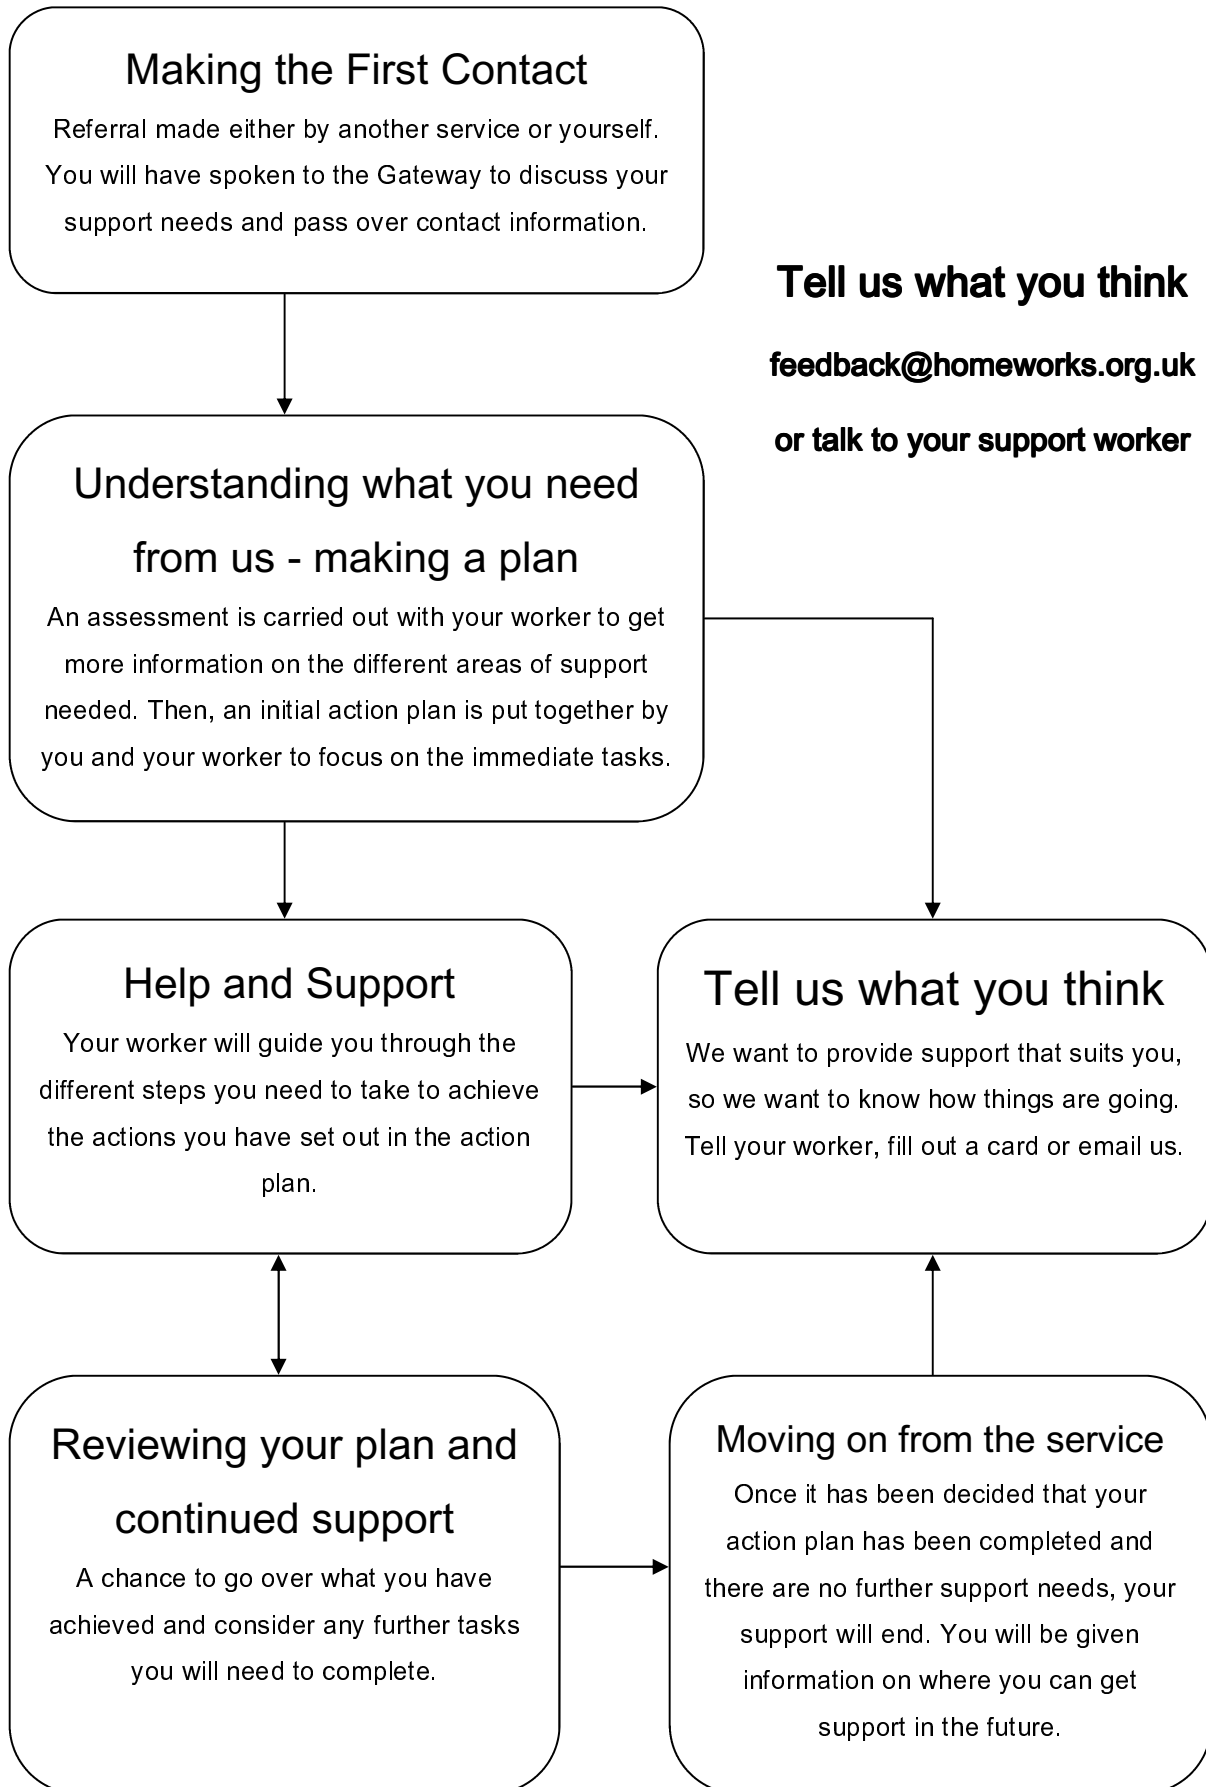 Making the First Contact
Referral made either by another service or yourself.
You will have spoken to the Gateway to discuss your
support needs and pass over contact information.
Tell us what you think
feedback@homeworks.org.uk
or talk to your support worker
Understanding what you need
from us - making a plan
An assessment is carried out with your worker to get
more information on the different areas of support
needed. Then, an initial action plan is put together by
you and your worker to focus on the immediate tasks.
Help and Support
Your worker will guide you through the
different steps you need to take to achieve
the actions you have set out in the action
plan.
Tell us what you think
We want to provide support that suits you,
so we want to know how things are going.
Tell your worker, fill out a card or email us.
Reviewing your plan and
continued support
A chance to go over what you have
achieved and consider any further tasks
you will need to complete.
Moving on from the service
Once it has been decided that your
action plan has been completed and
there are no further support needs, your
support will end. You will be given
information on where you can get
support in the future.